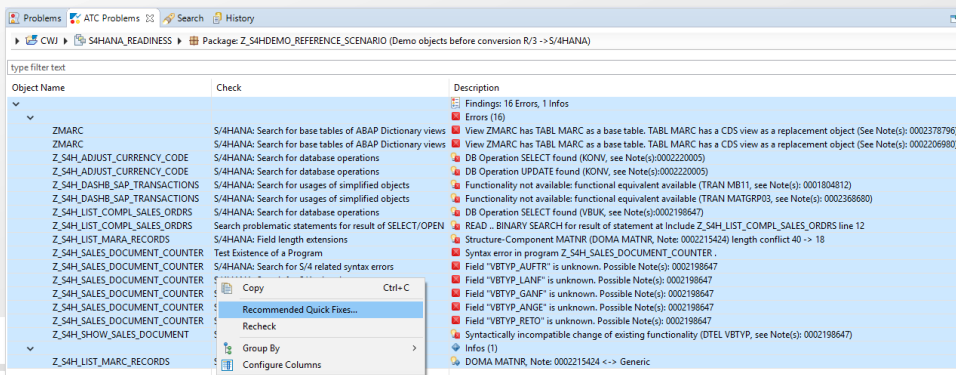 Problems ATC Problems Search History
CWJ S4HANA_READINESS Package: Z_S4HDEMO_REFERENCE_SCENARIO (Demo objects before conversion R/3 ->S/4HANA)
type filter text
Object Name Check Description
Findings: 16 Errors, 1 Infos
Errors (16)
ZMARC S/4HANA: Search for base tables of ABAP Dictionary views View ZMARC has TABL MARC as a base table. TABL MARC has a CDS view as a replacement object (See Note(s): 0002378796)
ZMARC S/4HANA: Search for base tables of ABAP Dictionary views View ZMARC has TABL MARC as a base table. TABL MARC has a CDS view as a replacement object (See Note(s): 0002206980)
Z_S4H_ADJUST_CURRENCY_CODE S/4HANA: Search for database operations DB Operation SELECT found (KONV, see Note(s):0002220005)
Z_S4H_ADJUST_CURRENCY_CODE S/4HANA: Search for database operations DB Operation UPDATE found (KONV, see Note(s):0002220005)
Z_S4H_DASHB_SAP_TRANSACTIONS S/4HANA: Search for usages of simplified objects Functionality not available: functional equivalent available (TRAN MB11, see Note(s): 0001804812)
Z_S4H_DASHB_SAP_TRANSACTIONS S/4HANA: Search for usages of simplified objects Functionality not available: functional equivalent available (TRAN MATGRP03, see Note(s): 0002368680)
Z_S4H_LIST_COMPL_SALES_ORDRS S/4HANA: Search for database operations DB Operation SELECT found (VBUK, see Note(s):0002198647)
Z_S4H_LIST_COMPL_SALES_ORDRS Search problematic statements for result of SELECT/OPEN READ .. BINARY SEARCH for result of statement at Include Z_S4H_LIST_COMPL_SALES_ORDRS line 12
Z_S4H_LIST_MARA_RECORDS S/4HANA: Field length extensions Structure-Component MATNR (DOMA MATNR, Note: 0002215424) length conflict 40 -> 18
Z_S4H_SALES_DOCUMENT_COUNTER Test Existence of a Program Syntax error in program Z_S4H_SALES_DOCUMENT_COUNTER .
Z_S4H_SALES_DOCUMENT_COUNTER S/4HANA: Search for S/4 related syntax errors Field "VBTYP_AUFTR" is unknown. Possible Note(s): 0002198647
Z_S4H_SALES_DOCUMENT_COUNTER Field "VBTYP_LANF" is unknown. Possible Note(s): 0002198647
Z_S4H_SALES_DOCUMENT_COUNTER Field "VBTYP_GANF" is unknown. Possible Note(s): 0002198647
Z_S4H_SALES_DOCUMENT_COUNTER Field "VBTYP_ANGE" is unknown. Possible Note(s): 0002198647
Z_S4H_SALES_DOCUMENT_COUNTER Field "VBTYP_RETO" is unknown. Possible Note(s): 0002198647
Z_S4H_SHOW_SALES_DOCUMENT Syntactically incompatible change of existing functionality (DTEL VBTYP, see Note(s): 0002198647)
Infos (1)
Z_S4H_LIST_MARC_RECORDS DOMA MATNR, Note: 0002215424 <-> Generic
Copy Ctrl+C
Recommended Quick Fixes...
Recheck
Group By
Configure Columns